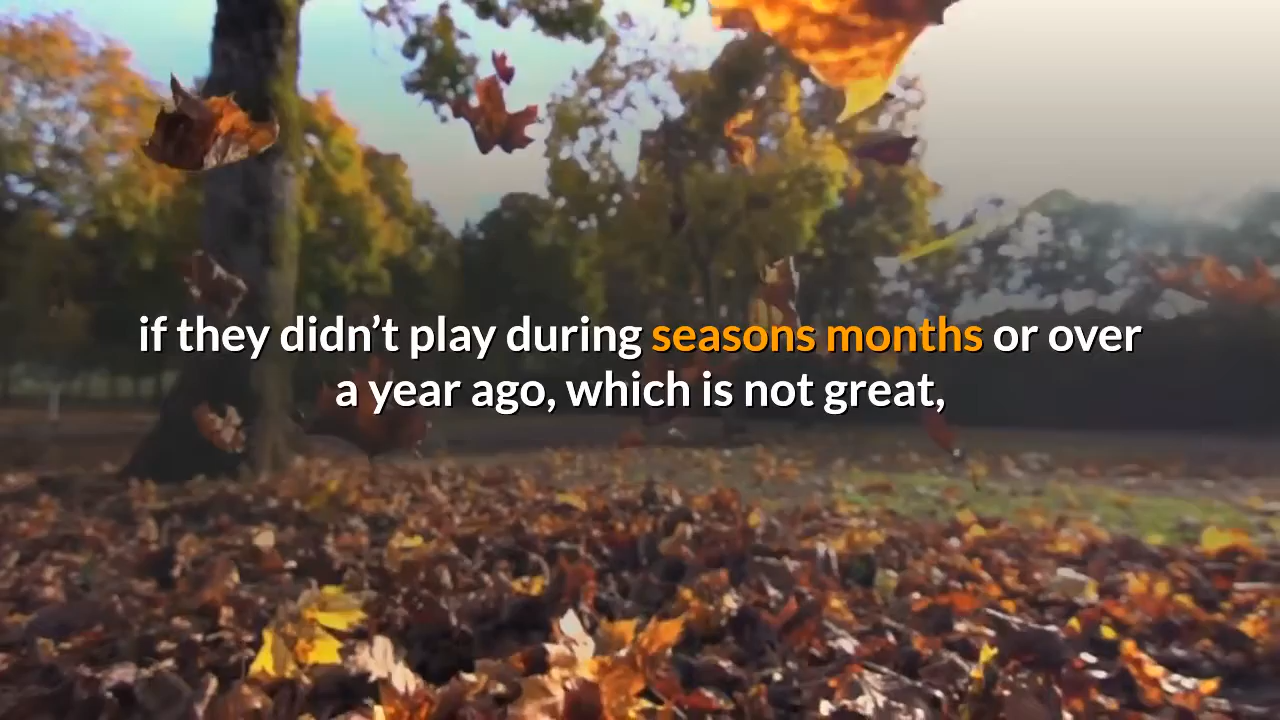 if they didn’t play during seasons months or over
a year ago, which is not great,